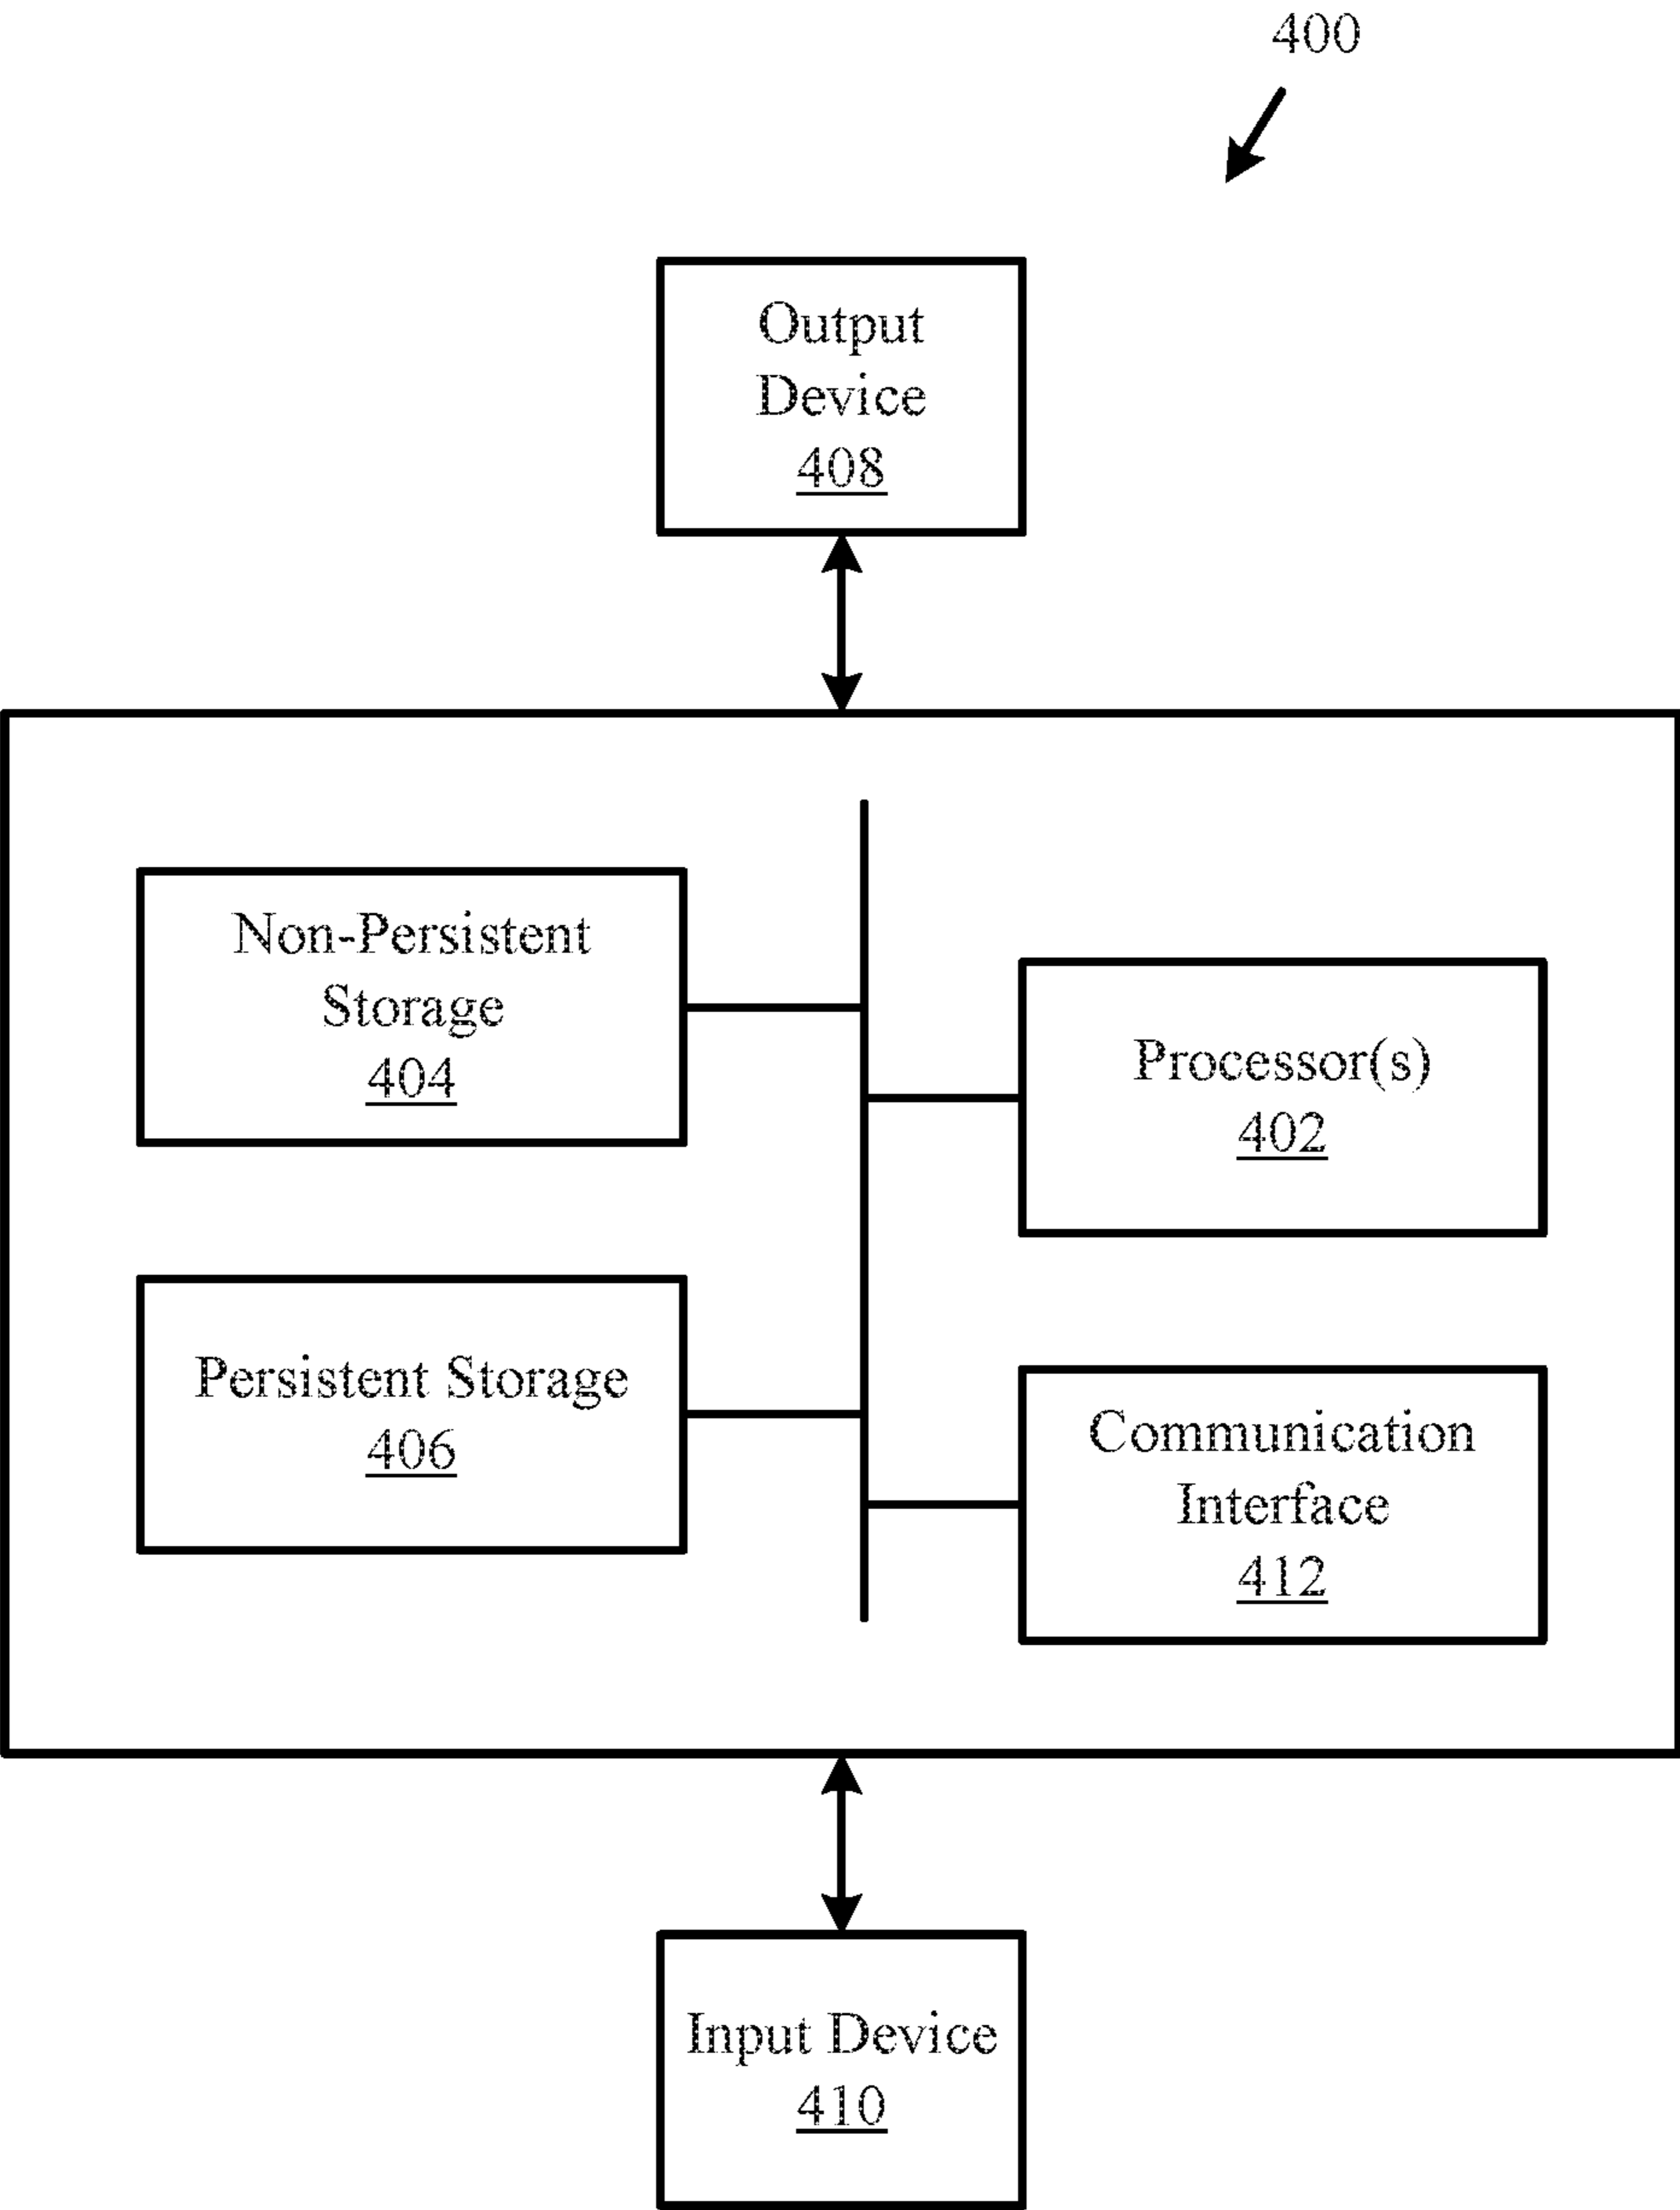 400
Output
Device
408
Non-Persistent
Storage
404
Processor(s)
402
Persistent Storage
406
Communication
Interface
412
Input Device
410